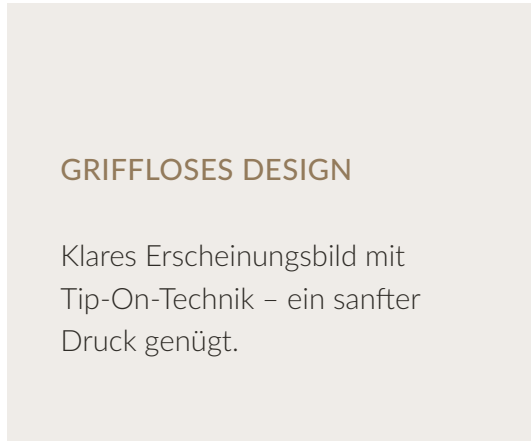 GRIFFLOSES DESIGN
Klares Erscheinungsbild mit
Tip-On-Technik – ein sanfter
Druck genügt.